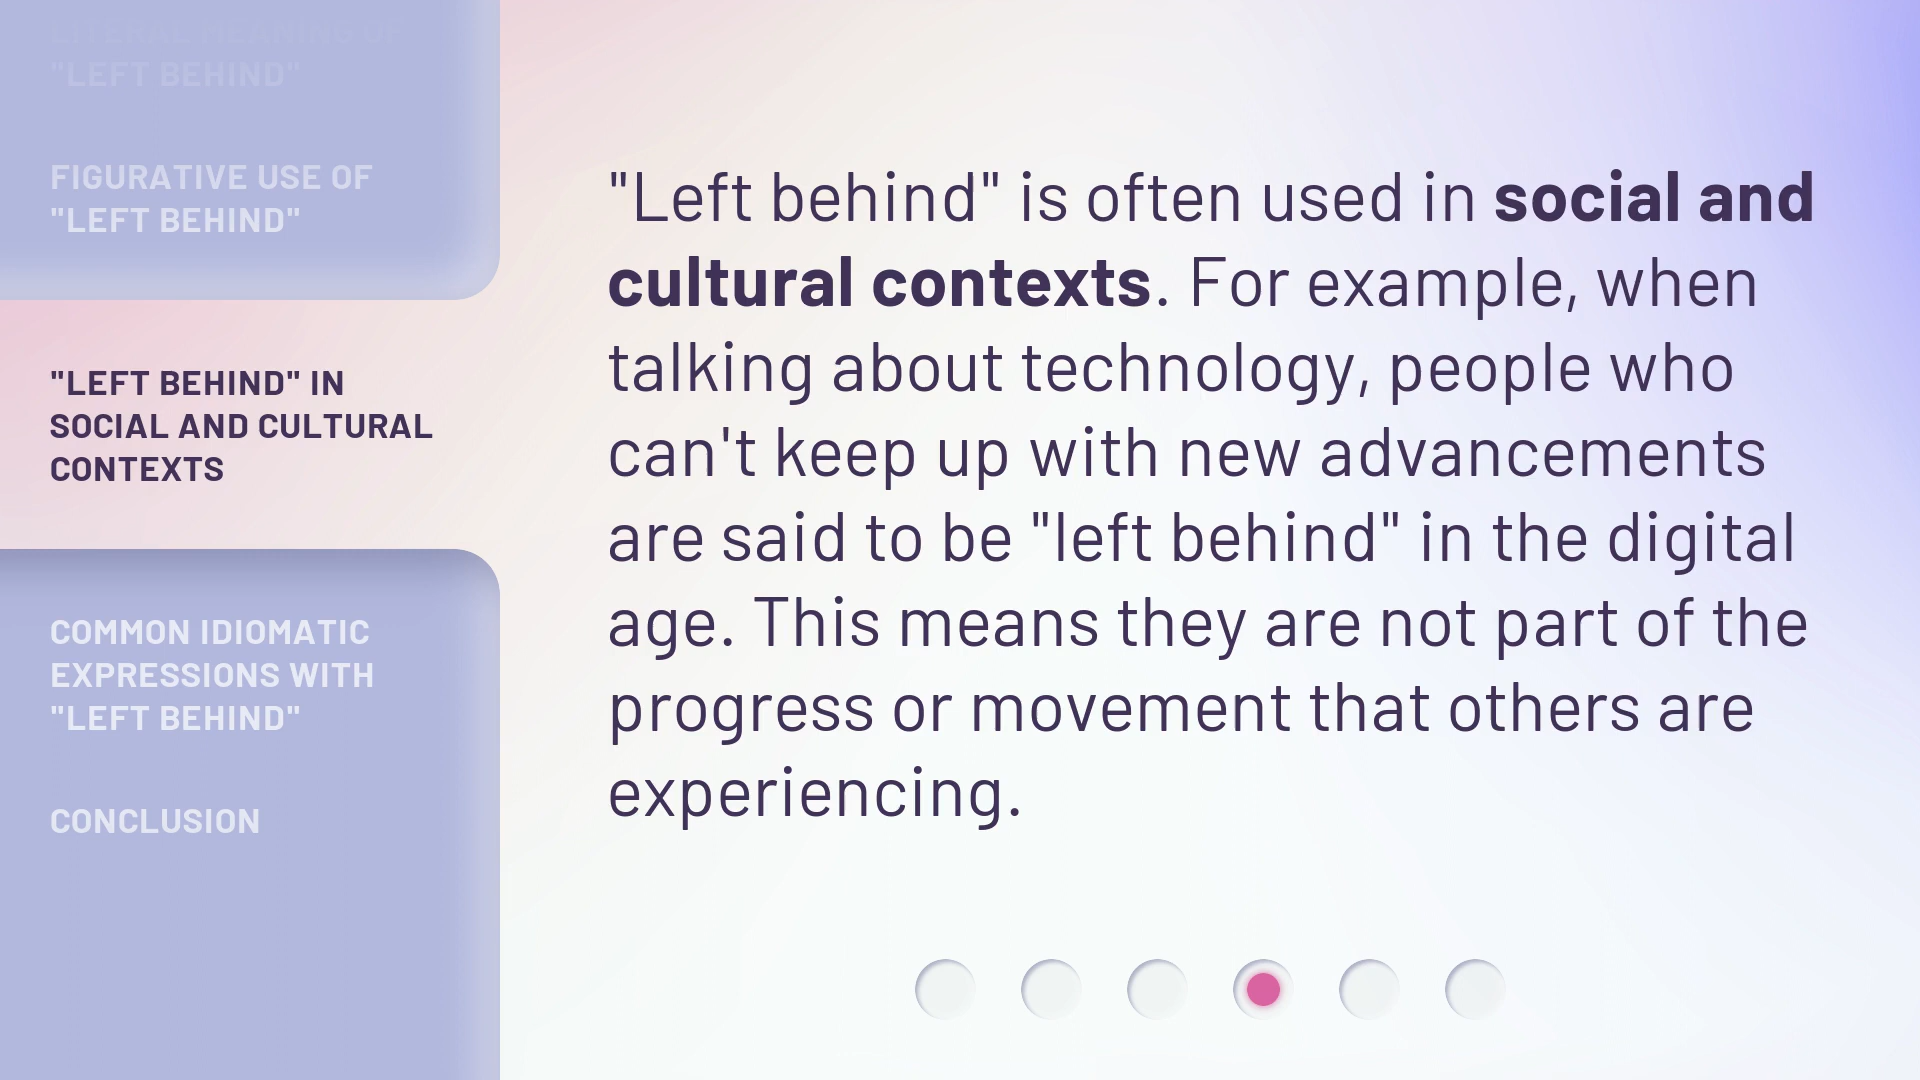 LITERAL MEANING OF
"LEFT BEHIND"
FIGURATIVE USE OF
"LEFT BEHIND"
"LEFT BEHIND" IN
SOCIAL AND CULTURAL
CONTEXTS
COMMON IDIOMATIC
EXPRESSIONS WITH
"LEFT BEHIND"
CONCLUSION
"Left behind" is often used in social and
cultural contexts. For example, when
talking about technology, people who
can't keep up with new advancements
are said to be "left behind" in the digital
age. This means they are not part of the
progress or movement that others are
experiencing.